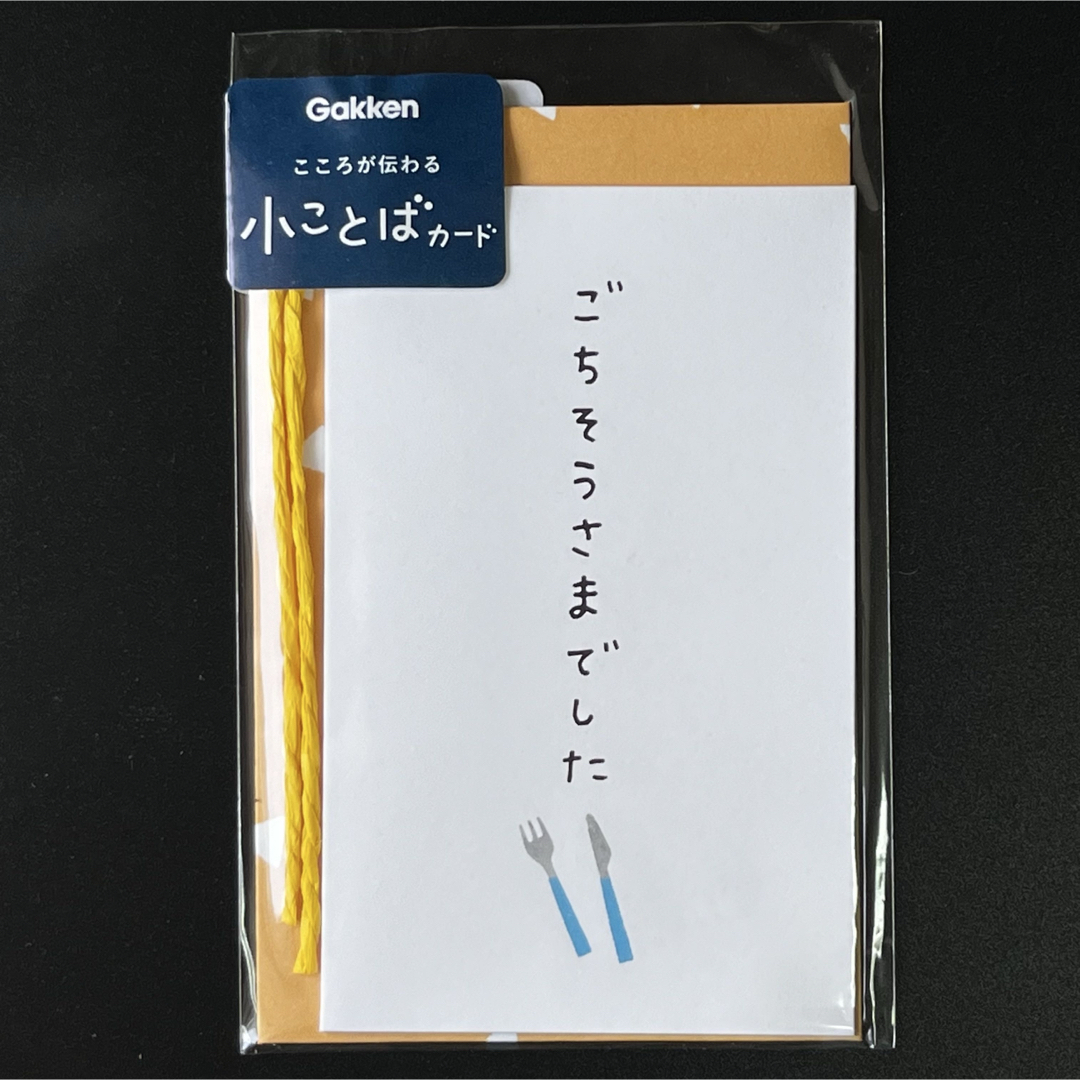 Gakken
こころが伝わる
小ことばカード
ごちそうさまでした